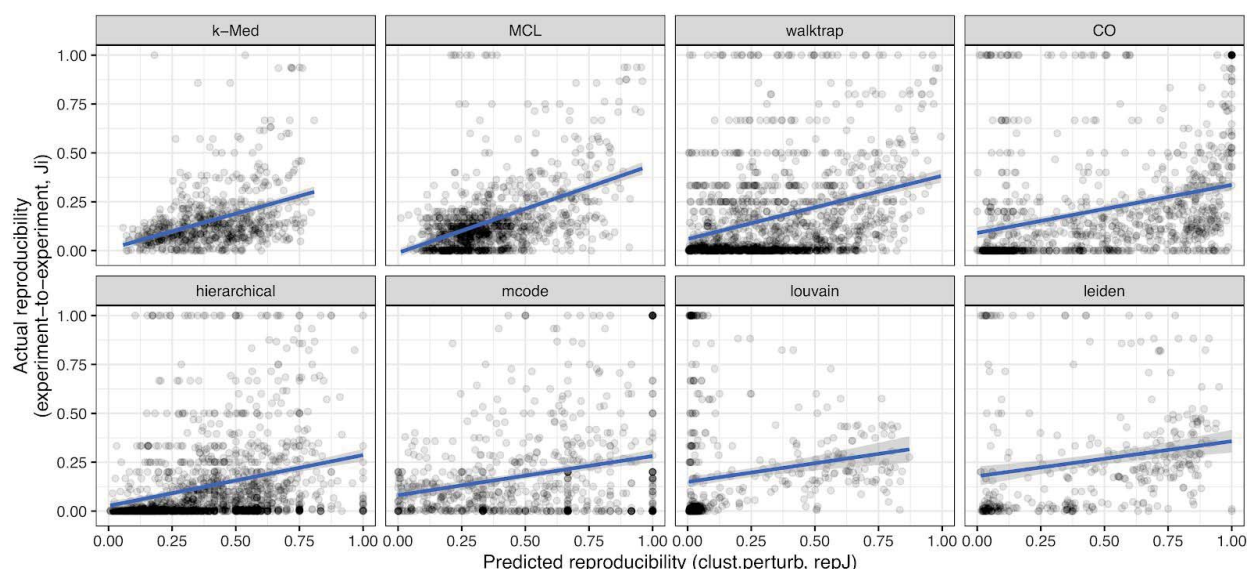 k−Med MCL walktrap CO
1.00
0.75
0.50
0.25
0.00
hierarchical mcode louvain leiden
1.00
0.75
0.50
0.25
0.00
0.00 0.25 0.50 0.75 1.00 0.00 0.25 0.50 0.75 1.00 0.00 0.25 0.50 0.75 1.00 0.00 0.25 0.50 0.75 1.00
Actual reproducibility
(experiment−to−experiment, Ji)
Predicted reproducibility (clust.perturb, repJ)